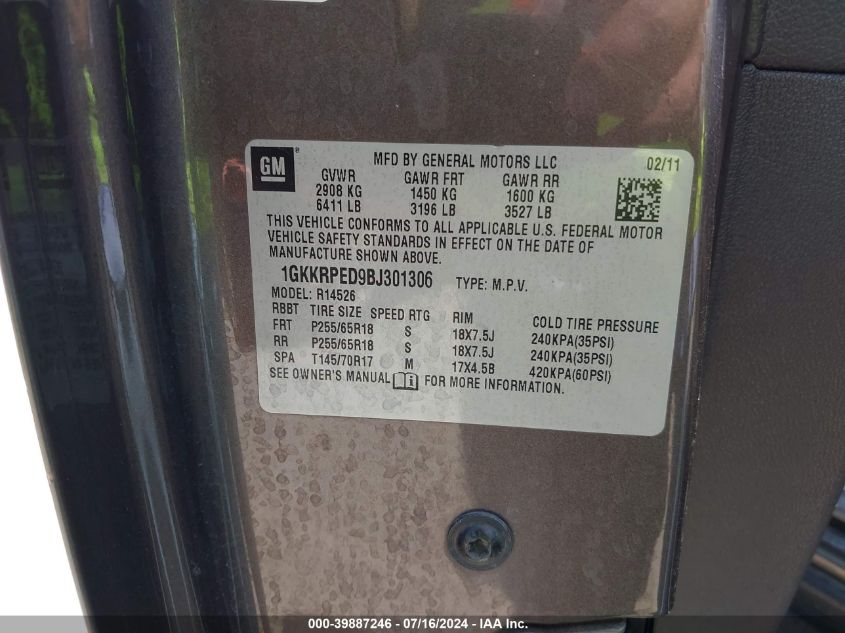 GM ® MFD BY GENERAL MOTORS LLC 02/11
GVWR GAWR FRT GAWR RR
2908 KG 1450 KG 1600 KG
6411 LB 3196 LB 3527 LB
THIS VEHICLE CONFORMS TO ALL APPLICABLE U.S. FEDERAL MOTOR
VEHICLE SAFETY STANDARDS IN EFFECT ON THE DATE OF
MANUFACTURE SHOWN ABOVE.
1GKKRPED9BJ301306 TYPE: M.P.V.
MODEL: R14526
RBBT TIRE SIZE SPEED RTG RIM COLD TIRE PRESSURE
FRT P255/65R18 S 18X7.5J 240KPA(35PSI)
RR P255/65R18 S 18X7.5J 240KPA(35PSI)
SPA T145/70R17 M 17X4.5B 420KPA(60PSI)
SEE OWNER'S MANUAL i FOR MORE INFORMATION.
000-39887246 - 07/16/2024 - IAA Inc.